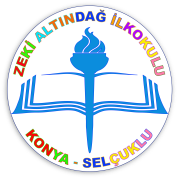 ZEKİ ALTINDAĞ İLKOKULU
KONYA - SELÇUKLU